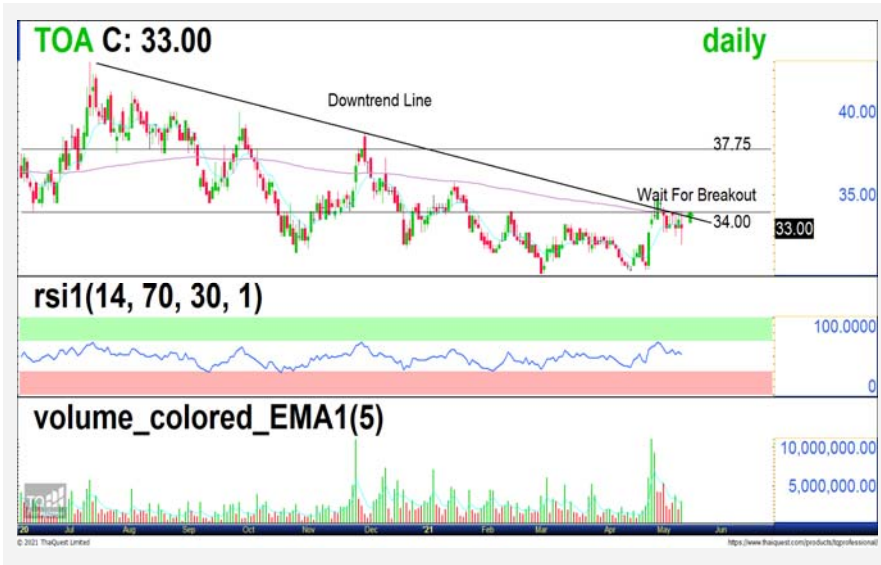 TOA C: 33.00
daily
Downtrend Line
40.00
37.75
Wait For Breakout
35.00
34.00
33.00
rsi1(14, 70, 30, 1)
100.0000
0
volume_colored_EMA1(5)
10,000,000.00
5,000,000.00
'20 Jul Aug Sep Oct Nov Dec '21 Feb Mar Apr May Jun
© 2021 ThaiQuest Limited
https://www.thaiquest.com/products/tqprofessional/